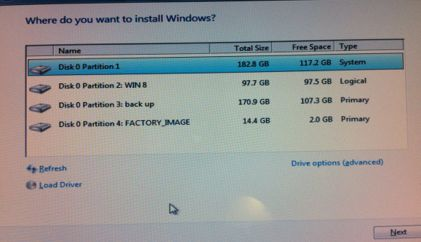 Where do you want to install Windows?
Name Total Size Free Space Type
Disk 0 Partition 1 182.8 GB 117.2 GB System
Disk 0 Partition 2: WIN 8 97.7 GB 97.5 GB Logical
Disk 0 Partition 3: back up 170.9 GB 107.3 GB Primary
Disk 0 Partition 4: FACTORY_IMAGE 14.4 GB 2.0 GB Primary
Refresh Drive options (advanced)
Load Driver
Next